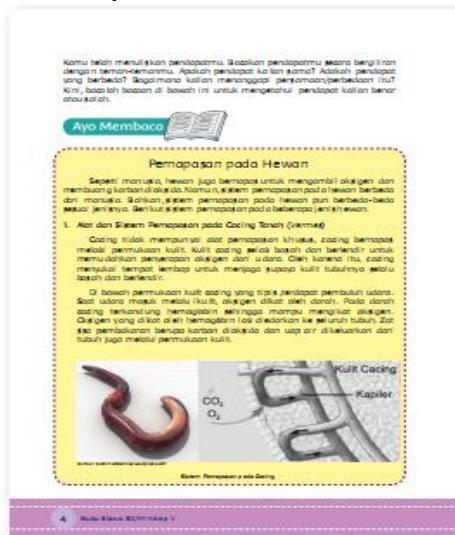 Kamu telah menuliskan pendapatmu. Bacakan pendapatmu secara bergiliran
dengan teman-temanmu. Apakah pendapat kalian sama? Adakah pendapat
yang berbeda? Bagaimana kalian menanggapi persamaan/perbedaan itu?
Kini, bacalah bacaan di bawah ini untuk mengetahui pendapat kalian benar
atau salah.
Ayo Membaca
Pernapasan pada Hewan
Seperti manusia, hewan juga bernapas untuk mengambil oksigen dan
membuang karbon dioksida. Namun, sistem pernapasan pada hewan berbeda
dari manusia. Bahkan, sistem pernapasan pada hewan pun berbeda-beda
sesuai jenisnya. Berikut sistem pernapasan pada beberapa jenis hewan.
1. Alat dan Sistem Pernapasan pada Cacing Tanah (Vermes)
Cacing tidak mempunyai alat pernapasan khusus, cacing bernapas
melalui permukaan kulit. Kulit cacing selalu basah dan berlendir untuk
memudahkan penyerapan oksigen dari udara. Oleh karena itu, cacing
menyukai tempat lembap untuk menjaga supaya kulit tubuhnya selalu
basah dan berlendir.
Di bawah permukaan kulit cacing yang tipis terdapat pembuluh udara.
Saat udara masuk melalui kulit, oksigen diikat oleh darah. Pada darah
cacing terkandung hemoglobin sehingga mampu mengikat oksigen.
Oksigen yang diikat oleh hemogblin lalu diedarkan ke seluruh tubuh. Zat
sisa pembakaran berupa karbon dioksida dan uap air dikeluarkan dari
tubuh juga melalui permukaan kulit.
Kulit Cacing
Kapiler
CO₂
O₂
Sistem Pernapasan pada Cacing
4 Buku Siswa SD/MI Kelas V